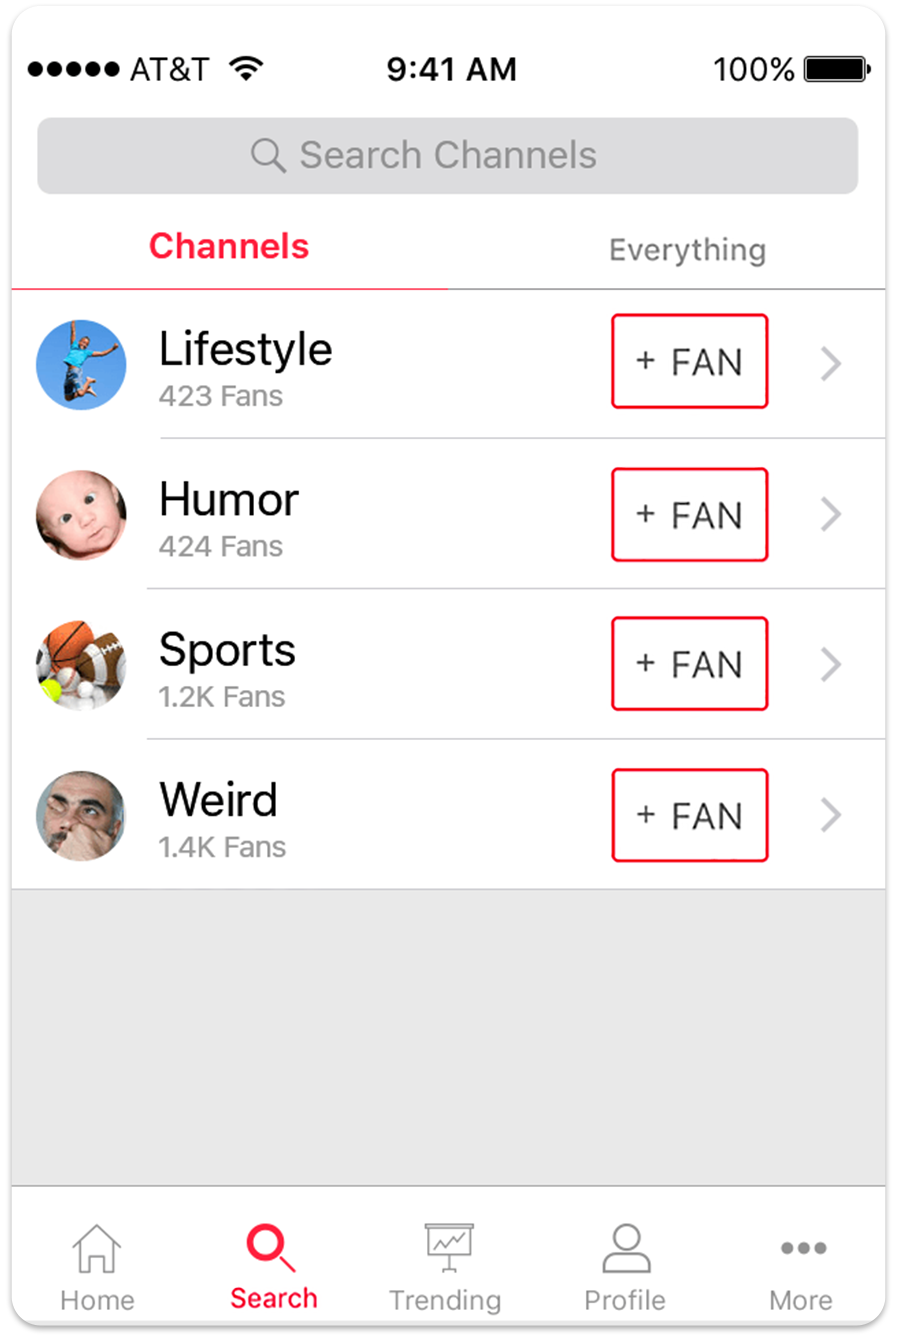 AT&T 9:41 AM 100%
Search Channels
Channels Everything
Lifestyle
423 Fans
+ FAN
Humor
424 Fans
+ FAN
Sports
1.2K Fans
+ FAN
Weird
1.4K Fans
+ FAN
Home Search Trending Profile More